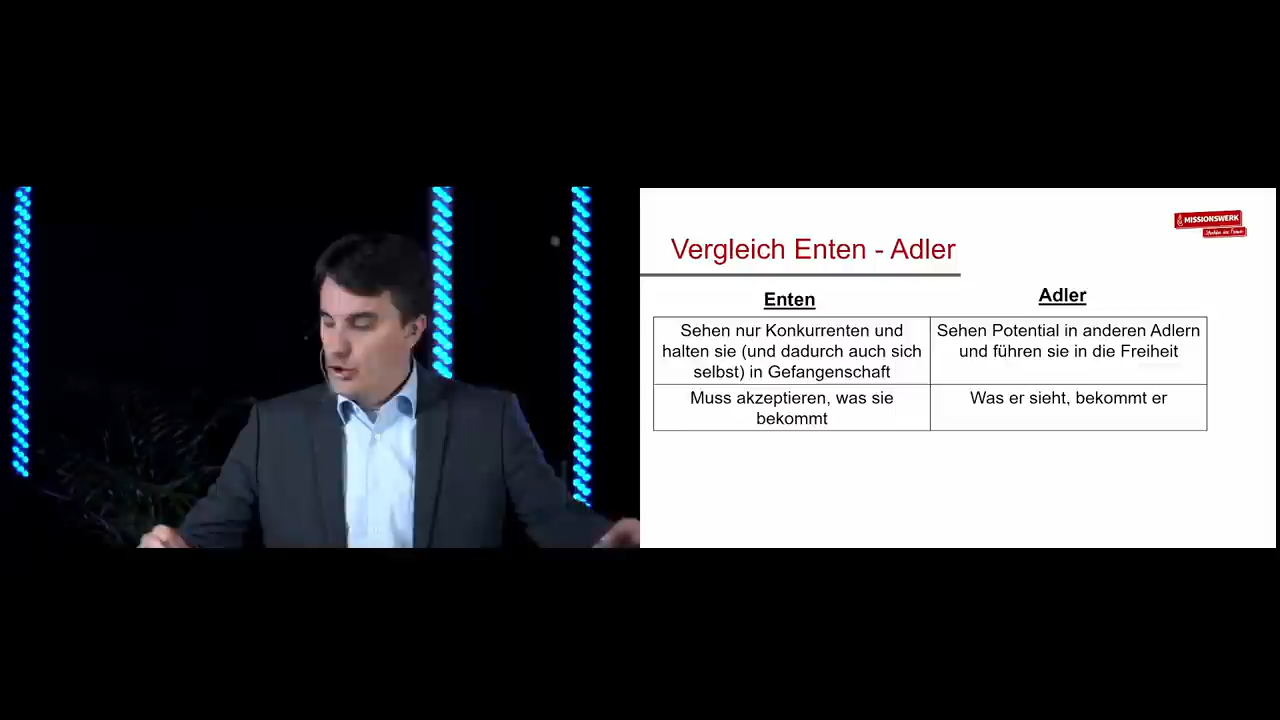 MISSIONSWERK
Vergleich Enten - Adler
Enten
Adler
Sehen nur Konkurrenten und
halten sie (und dadurch auch sich
selbst) in Gefangenschaft
Sehen Potential in anderen Adlern
und führen sie in die Freiheit
Muss akzeptieren, was sie
bekommt
Was er sieht, bekommt er